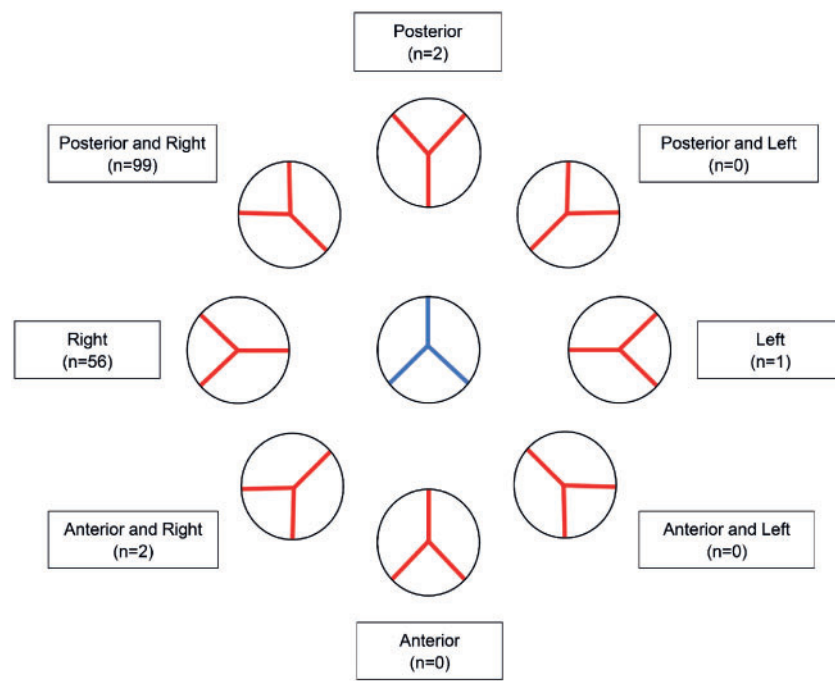 Posterior
(n=2)
Posterior and Right
(n=99)
Posterior and Left
(n=0)
Right
(n=56)
Left
(n=1)
Anterior and Right
(n=2)
Anterior and Left
(n=0)
Anterior
(n=0)